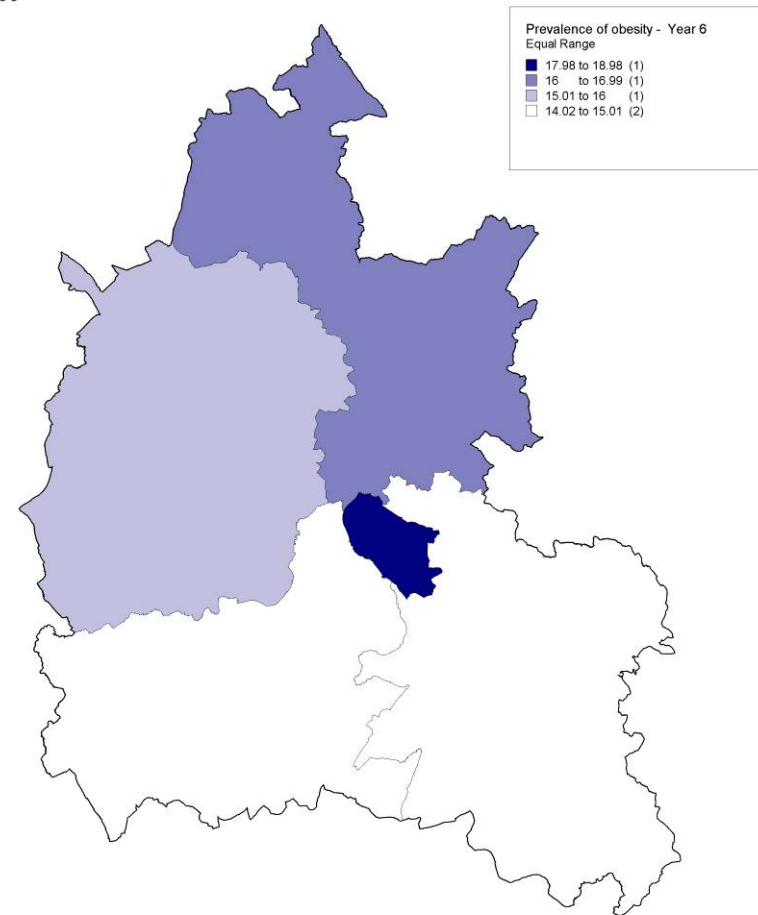 Prevalence of obesity - Year 6
Equal Range
17.98 to 18.98 (1)
16 to 16.99 (1)
15.01 to 16 (1)
14.02 to 15.01 (2)